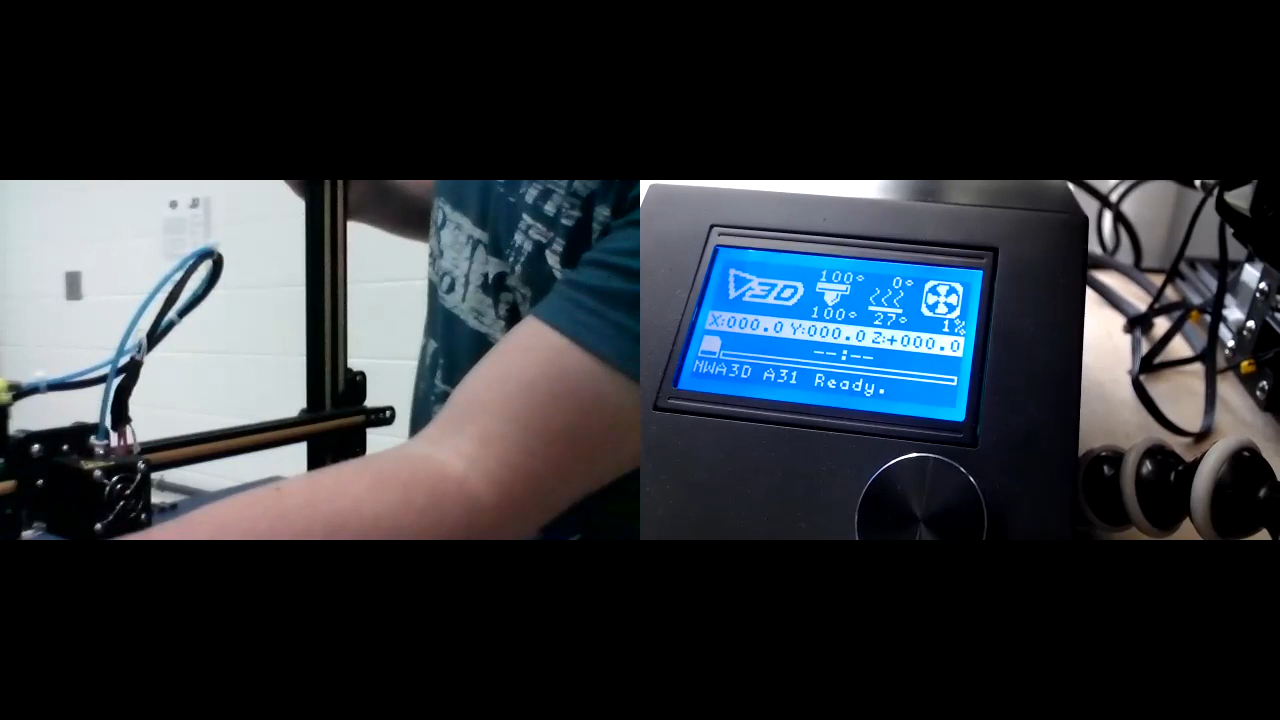 V3D
100° 0°
100° 27° 1%
X:000.0 Y:000.0 Z:+000.0
--:--
NWA3D A31 Ready.